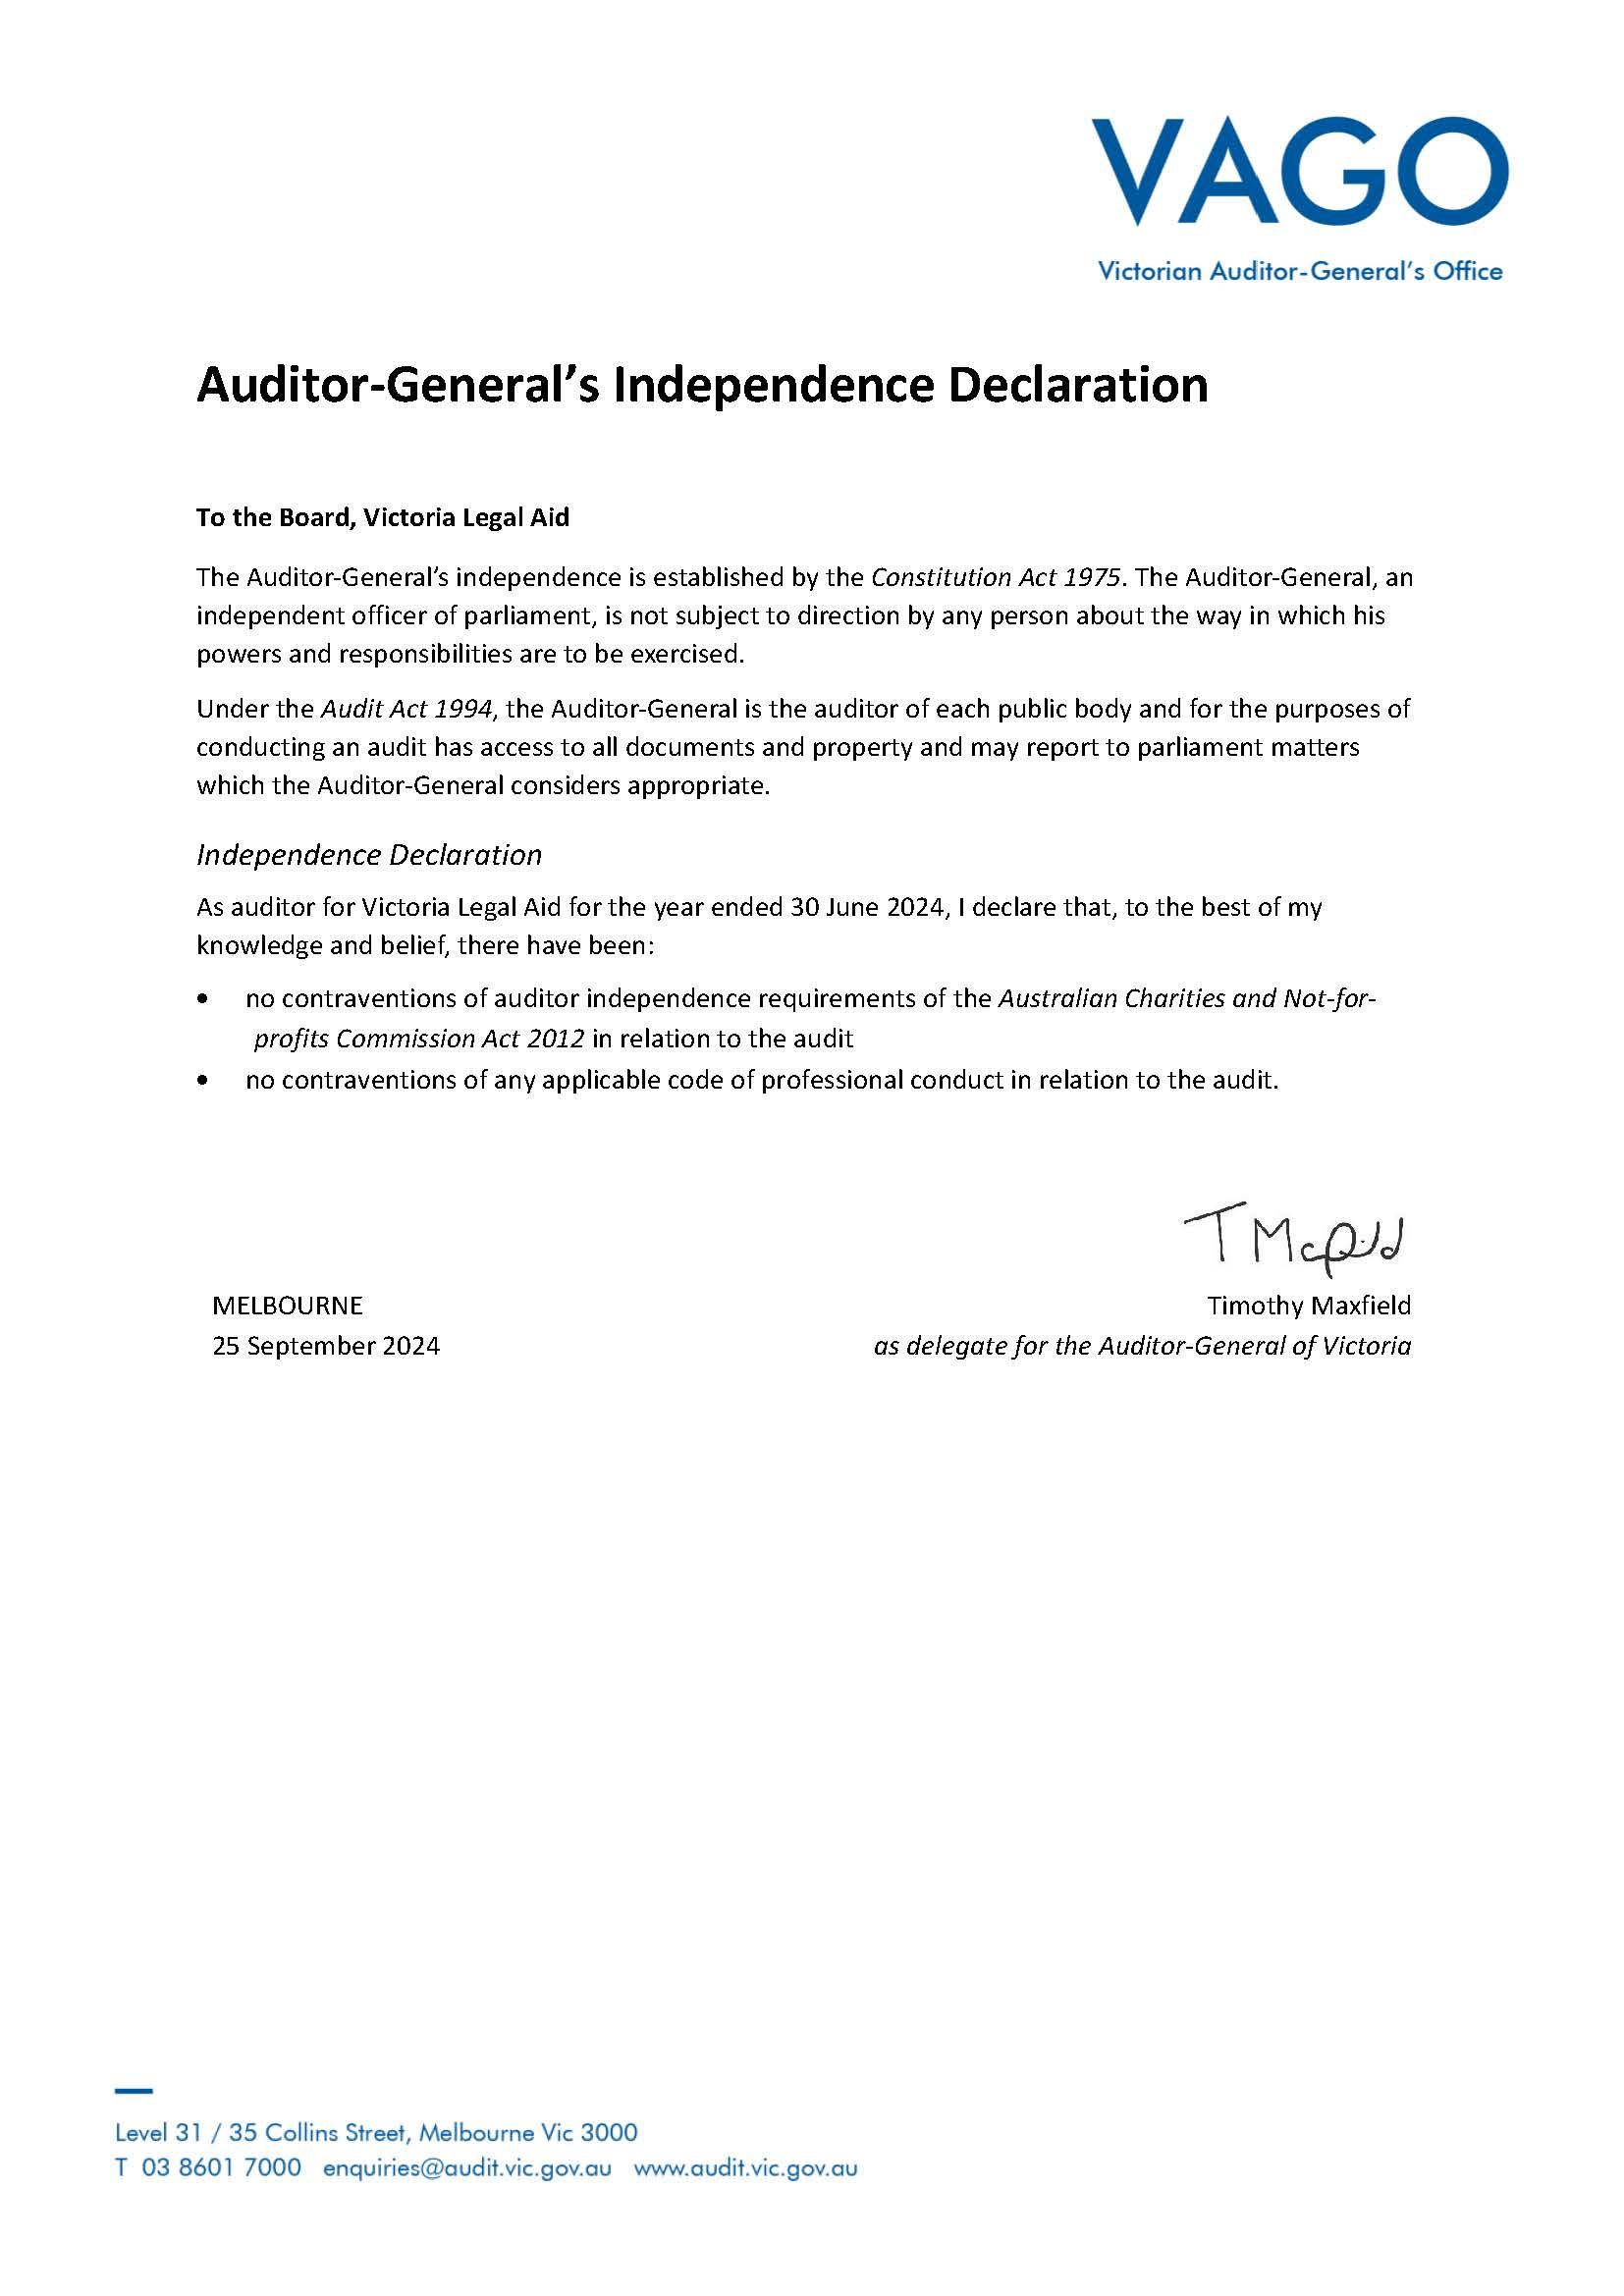 VAGO
Victorian Auditor-General's Office
Auditor-General’s Independence Declaration
To the Board, Victoria Legal Aid
The Auditor-General’s independence is established by the Constitution Act 1975. The Auditor-General, an
independent officer of parliament, is not subject to direction by any person about the way in which his
powers and responsibilities are to be exercised.
Under the Audit Act 1994, the Auditor-General is the auditor of each public body and for the purposes of
conducting an audit has access to all documents and property and may report to parliament matters
which the Auditor-General considers appropriate.
Independence Declaration
As auditor for Victoria Legal Aid for the year ended 30 June 2024, I declare that, to the best of my
knowledge and belief, there have been:
• no contraventions of auditor independence requirements of the Australian Charities and Not-for-
profits Commission Act 2012 in relation to the audit
• no contraventions of any applicable code of professional conduct in relation to the audit.
MELBOURNE
25 September 2024
Timothy Maxfield
as delegate for the Auditor-General of Victoria
Level 31 / 35 Collins Street, Melbourne Vic 3000
T 03 8601 7000 enquiries@audit.vic.gov.au www.audit.vic.gov.au